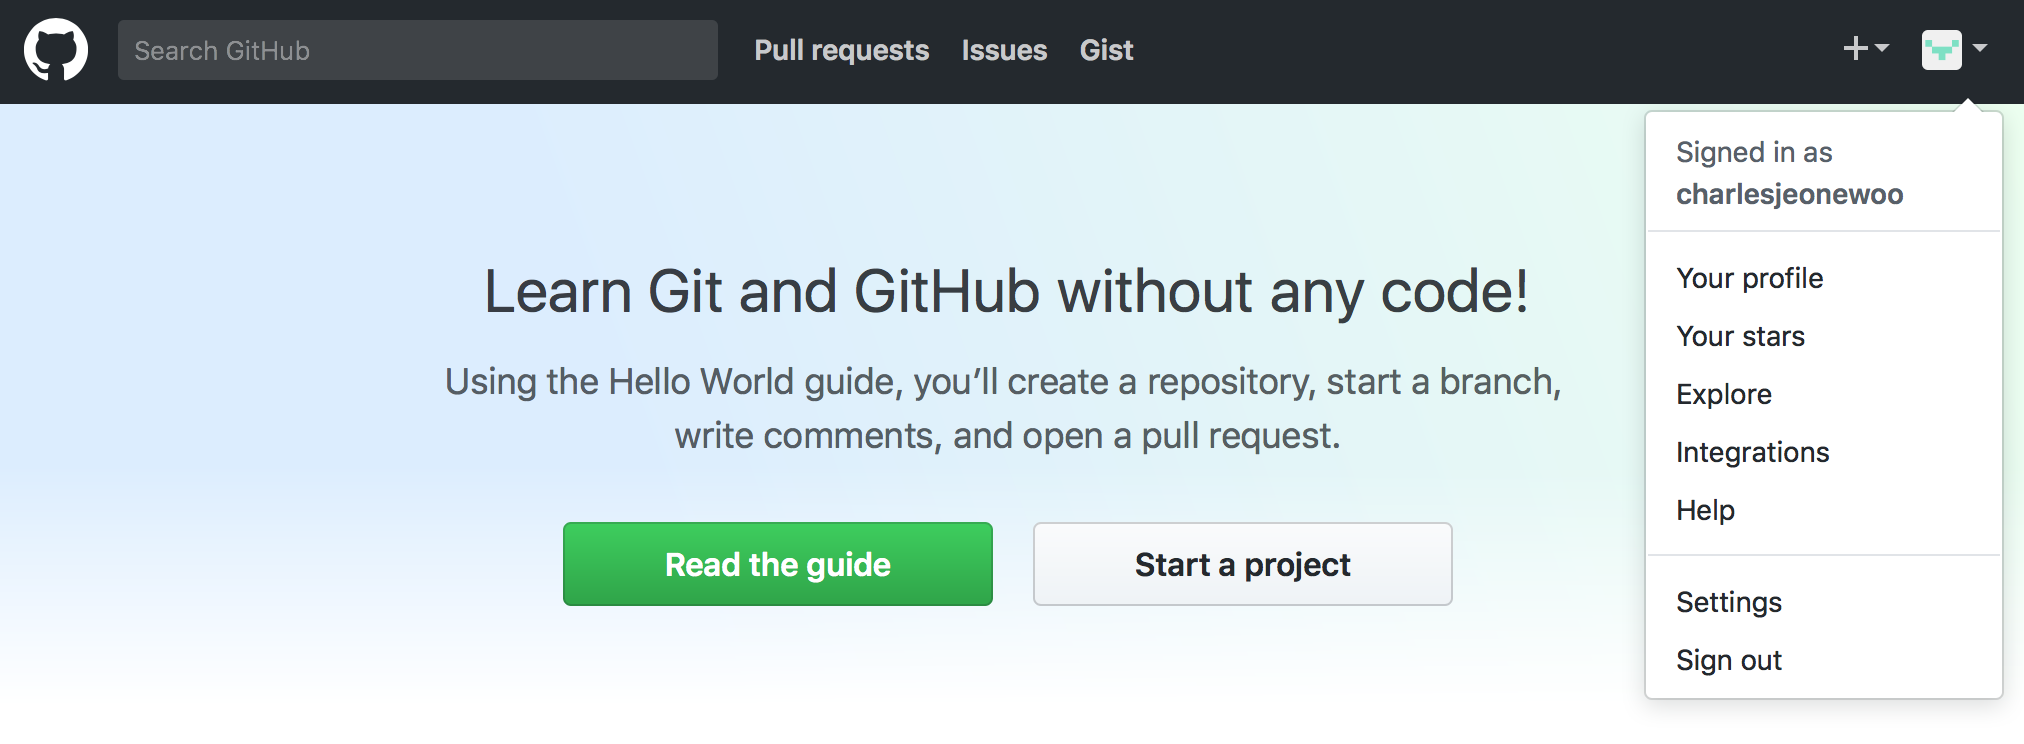 Search GitHub
Pull requests
Issues
Gist
Signed in as
charlesjeonewoo
Your profile
Your stars
Explore
Integrations
Help
Settings
Sign out
Learn Git and GitHub without any code!
Using the Hello World guide, you’ll create a repository, start a branch,
write comments, and open a pull request.
Read the guide
Start a project